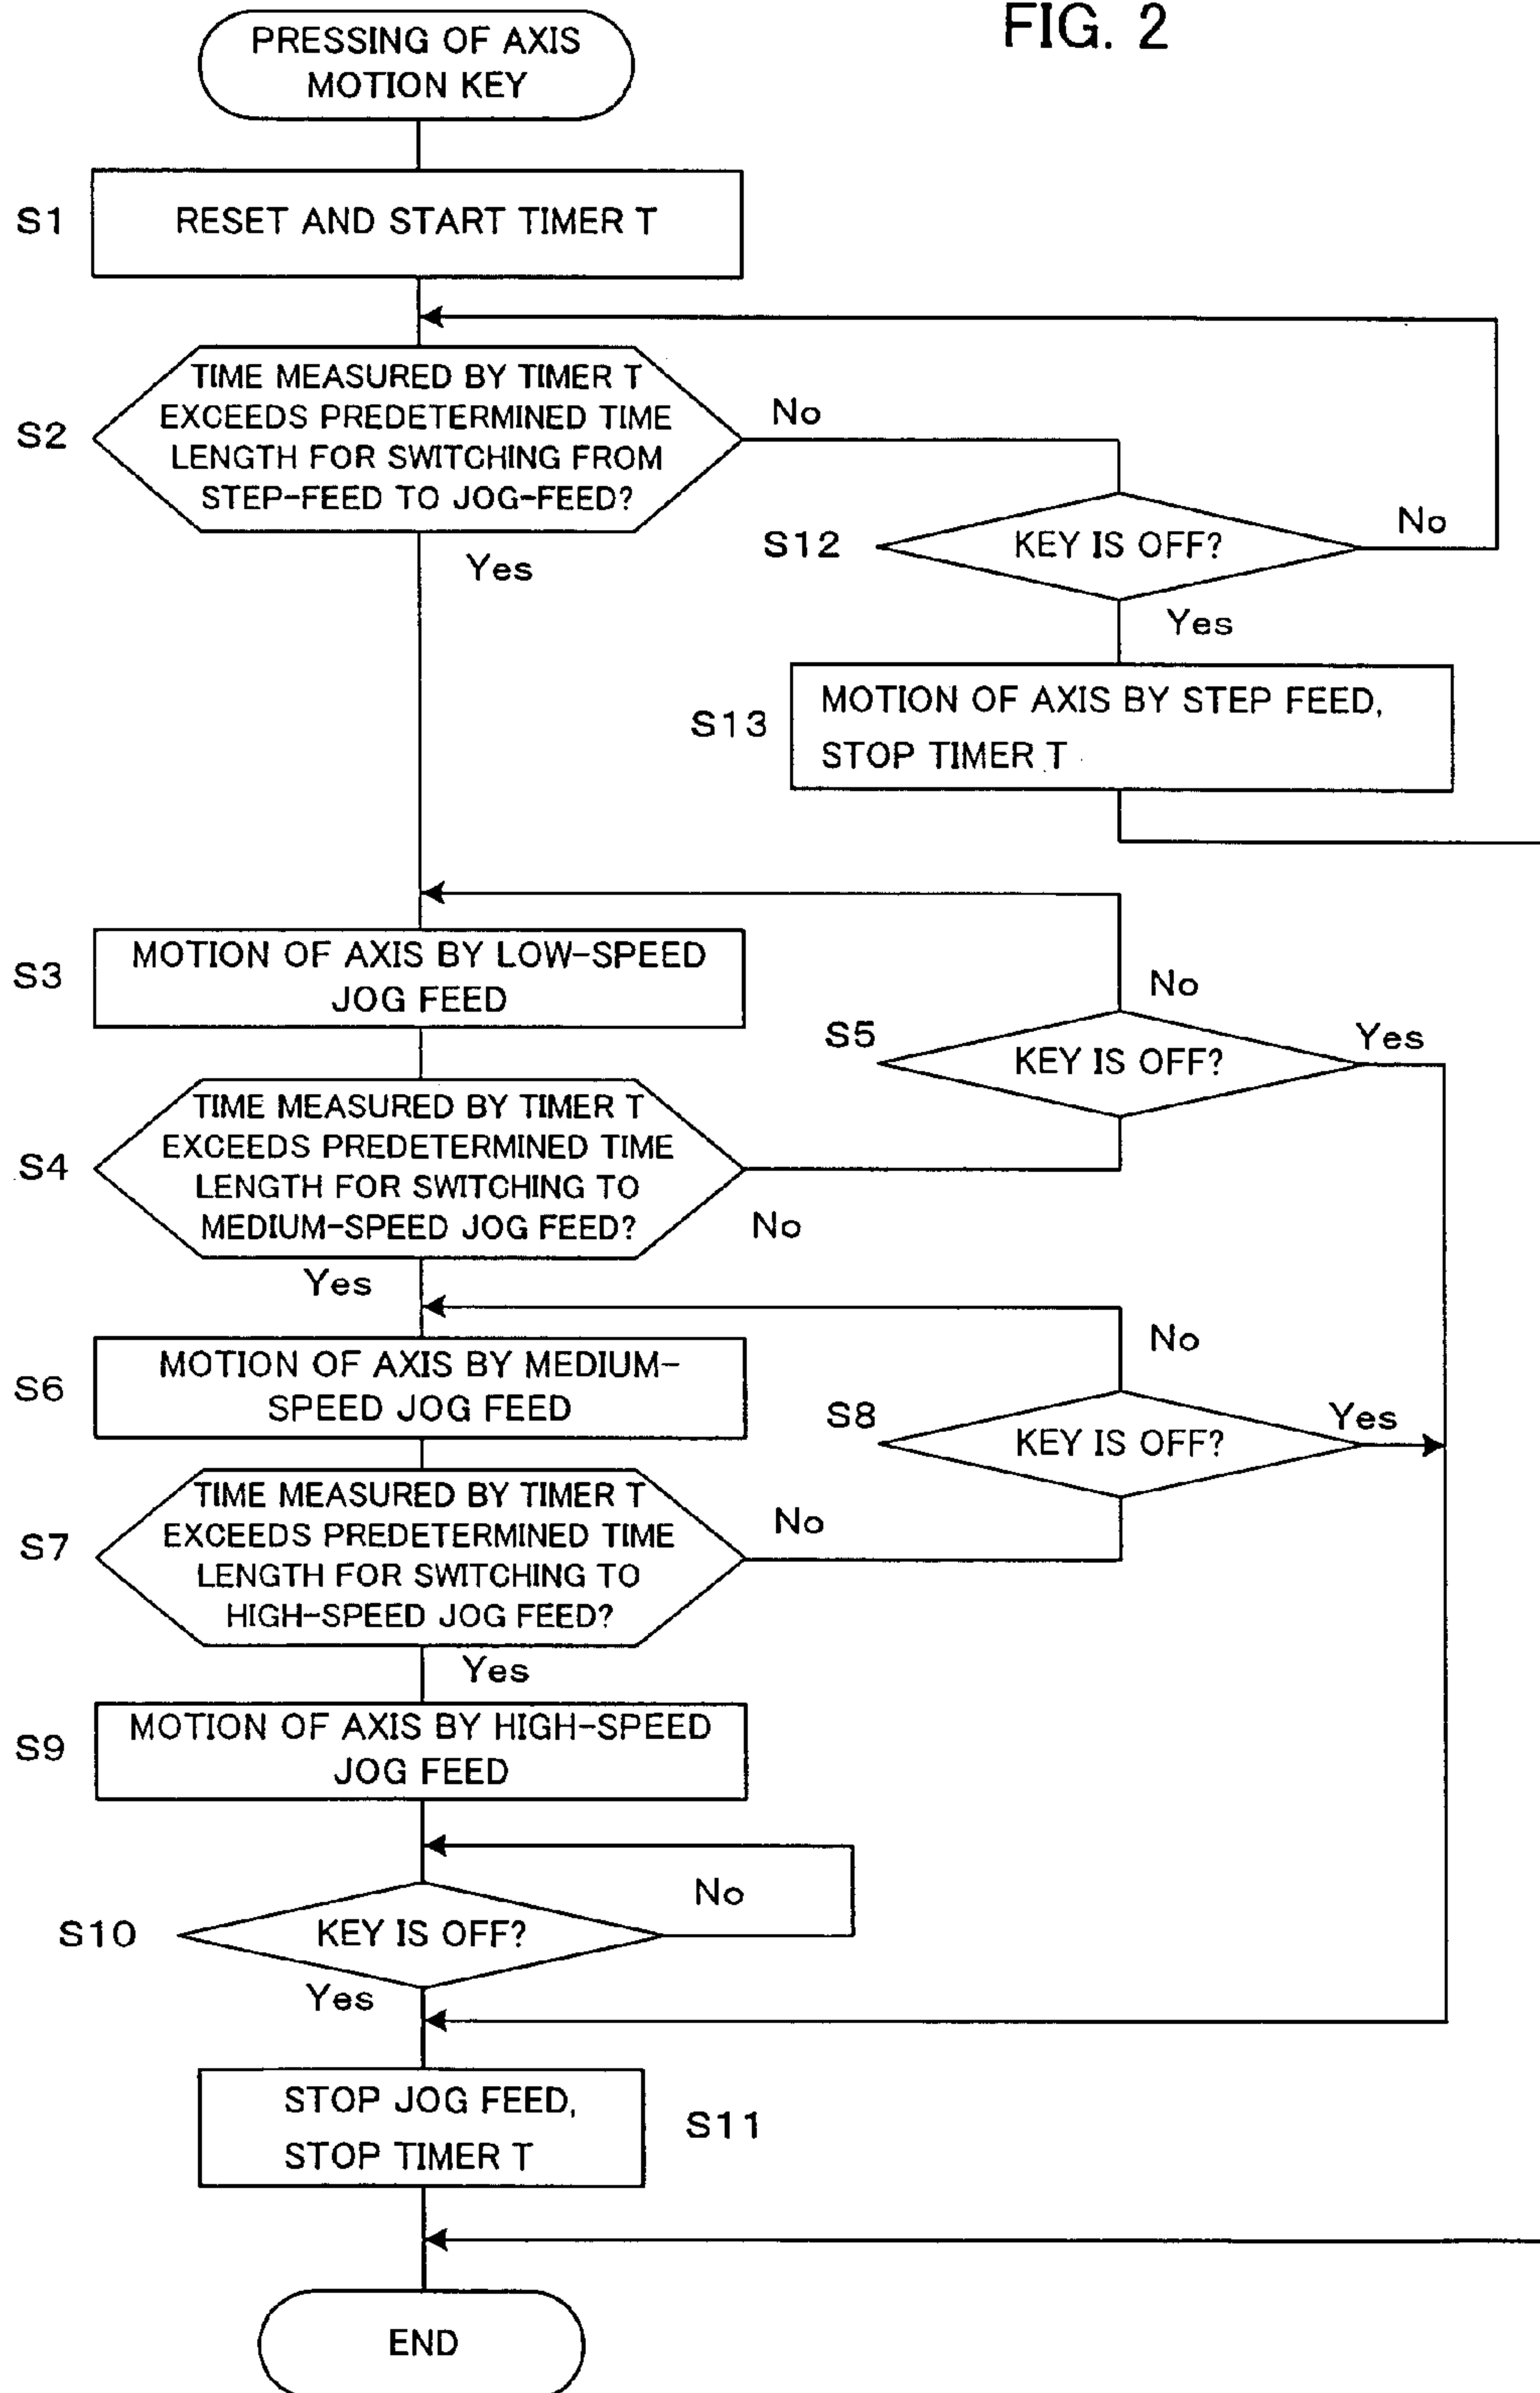 FIG. 2
PRESSING OF AXIS
MOTION KEY
S1
RESET AND START TIMER T
S2
TIME MEASURED BY TIMER T
EXCEEDS PREDETERMINED TIME
LENGTH FOR SWITCHING FROM
STEP-FEED TO JOG-FEED?
No
Yes
S12
KEY IS OFF?
No
Yes
S13
MOTION OF AXIS BY STEP FEED,
STOP TIMER T
S3
MOTION OF AXIS BY LOW-SPEED
JOG FEED
S5
KEY IS OFF?
No
Yes
S4
TIME MEASURED BY TIMER T
EXCEEDS PREDETERMINED TIME
LENGTH FOR SWITCHING TO
MEDIUM-SPEED JOG FEED?
No
Yes
S6
MOTION OF AXIS BY MEDIUM-
SPEED JOG FEED
S8
KEY IS OFF?
No
Yes
S7
TIME MEASURED BY TIMER T
EXCEEDS PREDETERMINED TIME
LENGTH FOR SWITCHING TO
HIGH-SPEED JOG FEED?
No
Yes
S9
MOTION OF AXIS BY HIGH-SPEED
JOG FEED
S10
KEY IS OFF?
No
Yes
STOP JOG FEED,
STOP TIMER T
S11
END